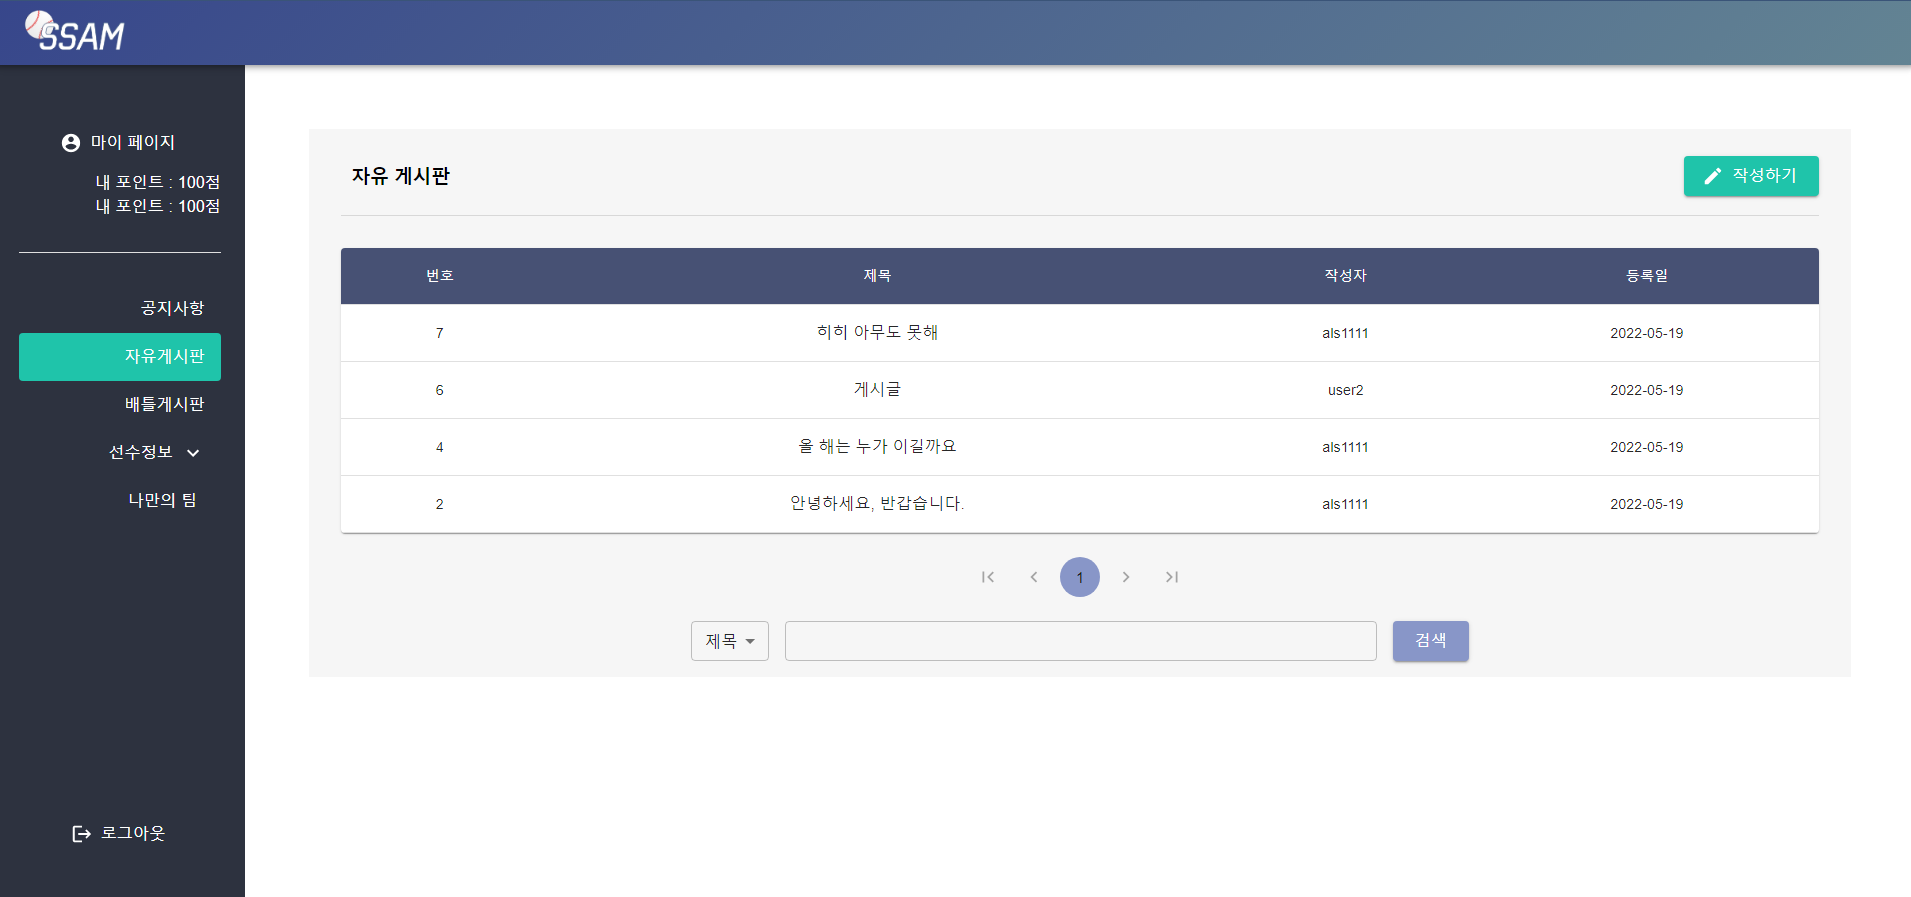 SSAM
마이 페이지
내 포인트 : 100점
내 포인트 : 100점
공지사항
자유게시판
배틀게시판
선수정보
나만의 팀
로그아웃
자유 게시판
작성하기
번호 제목 작성자 등록일
7 히히 아무도 못해 als1111 2022-05-19
6 게시글 user2 2022-05-19
4 올 해는 누가 이길까요 als1111 2022-05-19
2 안녕하세요, 반갑습니다. als1111 2022-05-19
1
제목 검색